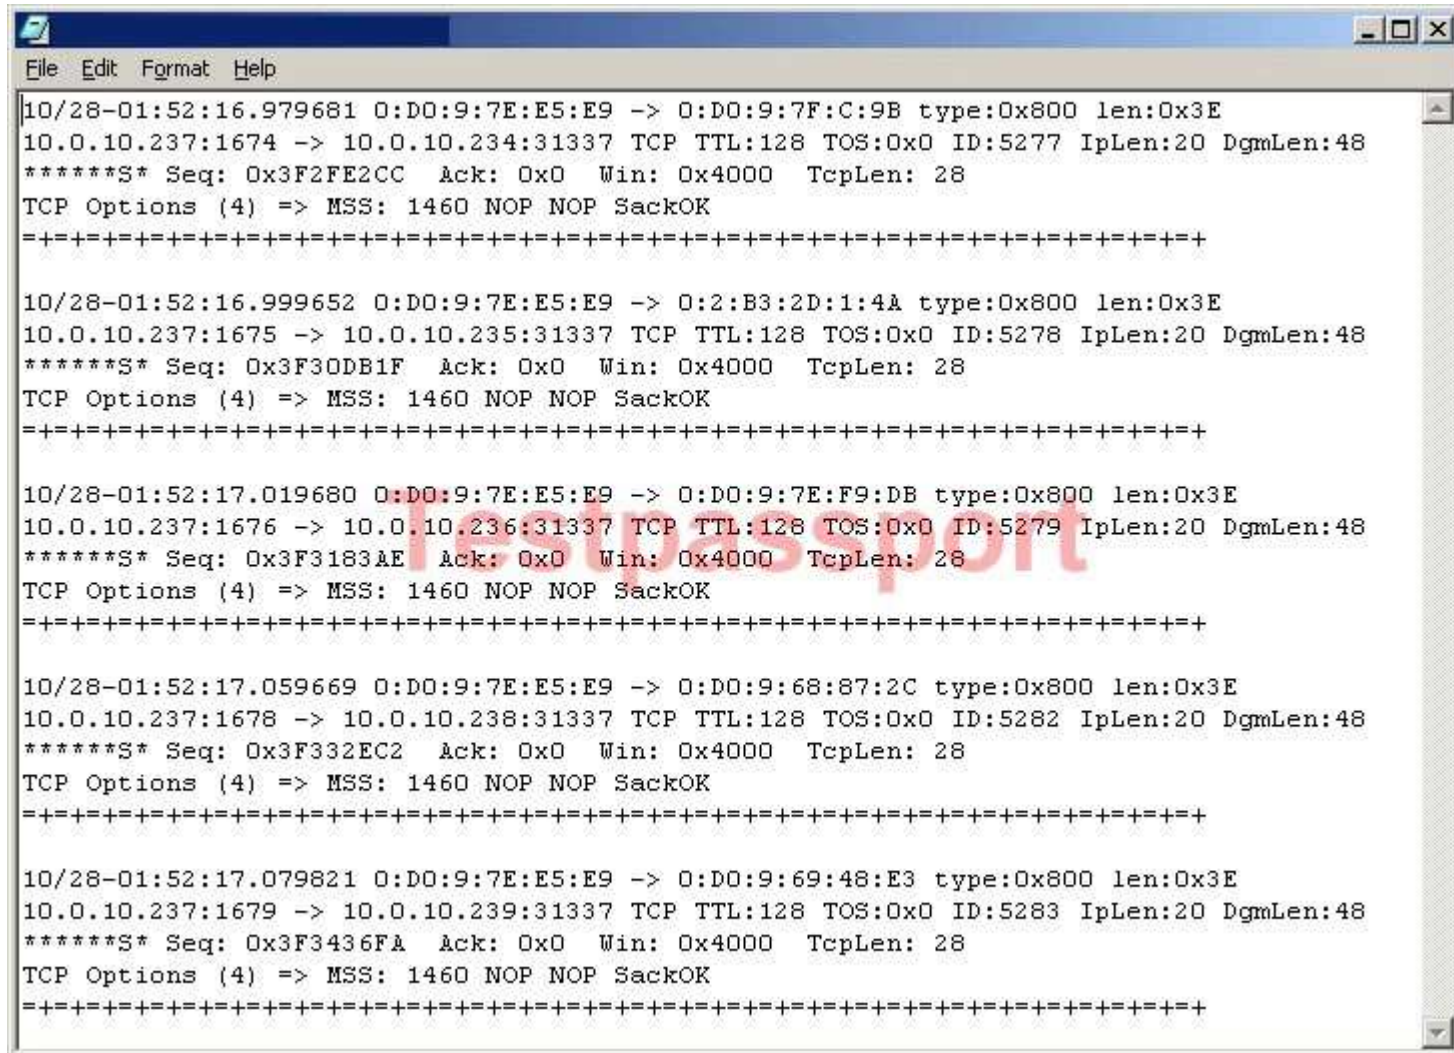 File Edit Format Help
10/28-01:52:16.979681 0:D0:9:7E:E5:E9 -> 0:D0:9:7F:C:9B type:0x800 len:0x3E
10.0.10.237:1674 -> 10.0.10.234:31337 TCP TTL:128 TOS:0x0 ID:5277 IpLen:20 DgmLen:48
******S* Seq: 0x3F2FE2CC Ack: 0x0 Win: 0x4000 TcpLen: 28
TCP Options (4) => MSS: 1460 NOP NOP SackOK
=+=+=+=+=+=+=+=+=+=+=+=+=+=+=+=+=+=+=+=+=+=+=+=+=+=+=+=+=+=+=+=+=+=+=+=+=+
10/28-01:52:16.999652 0:D0:9:7E:E5:E9 -> 0:2:B3:2D:1:4A type:0x800 len:0x3E
10.0.10.237:1675 -> 10.0.10.235:31337 TCP TTL:128 TOS:0x0 ID:5278 IpLen:20 DgmLen:48
******S* Seq: 0x3F30DB1F Ack: 0x0 Win: 0x4000 TcpLen: 28
TCP Options (4) => MSS: 1460 NOP NOP SackOK
=+=+=+=+=+=+=+=+=+=+=+=+=+=+=+=+=+=+=+=+=+=+=+=+=+=+=+=+=+=+=+=+=+=+=+=+=+
10/28-01:52:17.019680 0:D0:9:7E:E5:E9 -> 0:D0:9:7E:F9:DB type:0x800 len:0x3E
10.0.10.237:1676 -> 10.0.10.236:31337 TCP TTL:128 TOS:0x0 ID:5279 IpLen:20 DgmLen:48
******S* Seq: 0x3F3183AE Ack: 0x0 Win: 0x4000 TcpLen: 28
TCP Options (4) => MSS: 1460 NOP NOP SackOK
=+=+=+=+=+=+=+=+=+=+=+=+=+=+=+=+=+=+=+=+=+=+=+=+=+=+=+=+=+=+=+=+=+=+=+=+=+
Testpassport
10/28-01:52:17.059669 0:D0:9:7E:E5:E9 -> 0:D0:9:68:87:2C type:0x800 len:0x3E
10.0.10.237:1678 -> 10.0.10.238:31337 TCP TTL:128 TOS:0x0 ID:5282 IpLen:20 DgmLen:48
******S* Seq: 0x3F332EC2 Ack: 0x0 Win: 0x4000 TcpLen: 28
TCP Options (4) => MSS: 1460 NOP NOP SackOK
=+=+=+=+=+=+=+=+=+=+=+=+=+=+=+=+=+=+=+=+=+=+=+=+=+=+=+=+=+=+=+=+=+=+=+=+=+
10/28-01:52:17.079821 0:D0:9:7E:E5:E9 -> 0:D0:9:69:48:E3 type:0x800 len:0x3E
10.0.10.237:1679 -> 10.0.10.239:31337 TCP TTL:128 TOS:0x0 ID:5283 IpLen:20 DgmLen:48
******S* Seq: 0x3F3436FA Ack: 0x0 Win: 0x4000 TcpLen: 28
TCP Options (4) => MSS: 1460 NOP NOP SackOK
=+=+=+=+=+=+=+=+=+=+=+=+=+=+=+=+=+=+=+=+=+=+=+=+=+=+=+=+=+=+=+=+=+=+=+=+=+